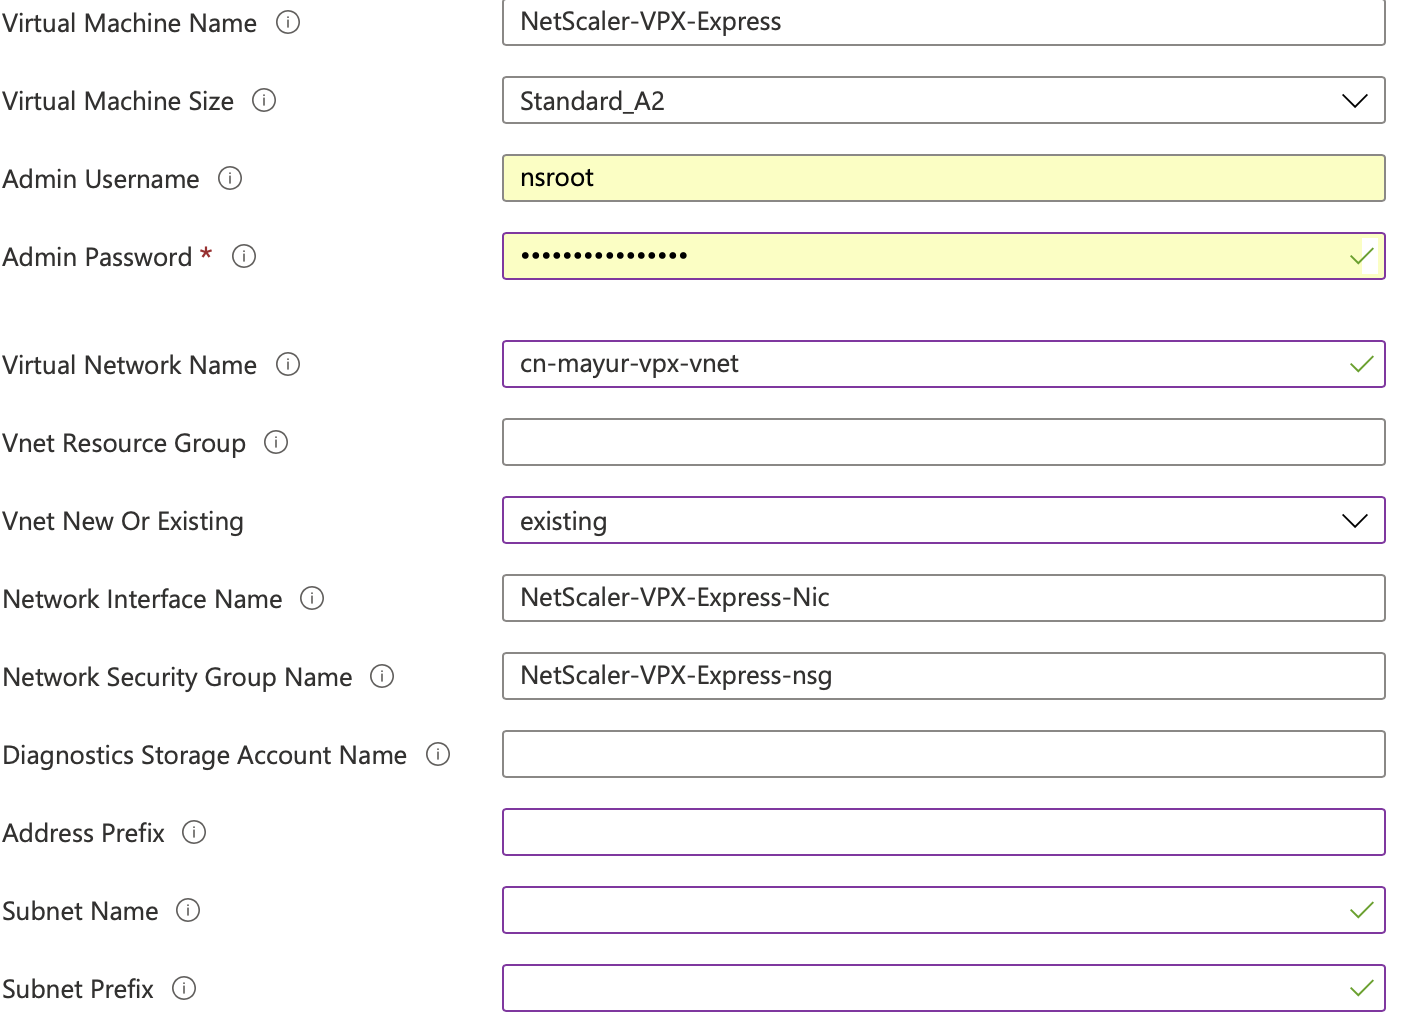 Virtual Machine Name NetScaler-VPX-Express
Virtual Machine Size Standard_A2
Admin Username nsroot
Admin Password * ••••••••••••••••
Virtual Network Name cn-mayur-vpx-vnet
Vnet Resource Group
Vnet New Or Existing existing
Network Interface Name NetScaler-VPX-Express-Nic
Network Security Group Name NetScaler-VPX-Express-nsg
Diagnostics Storage Account Name
Address Prefix
Subnet Name
Subnet Prefix